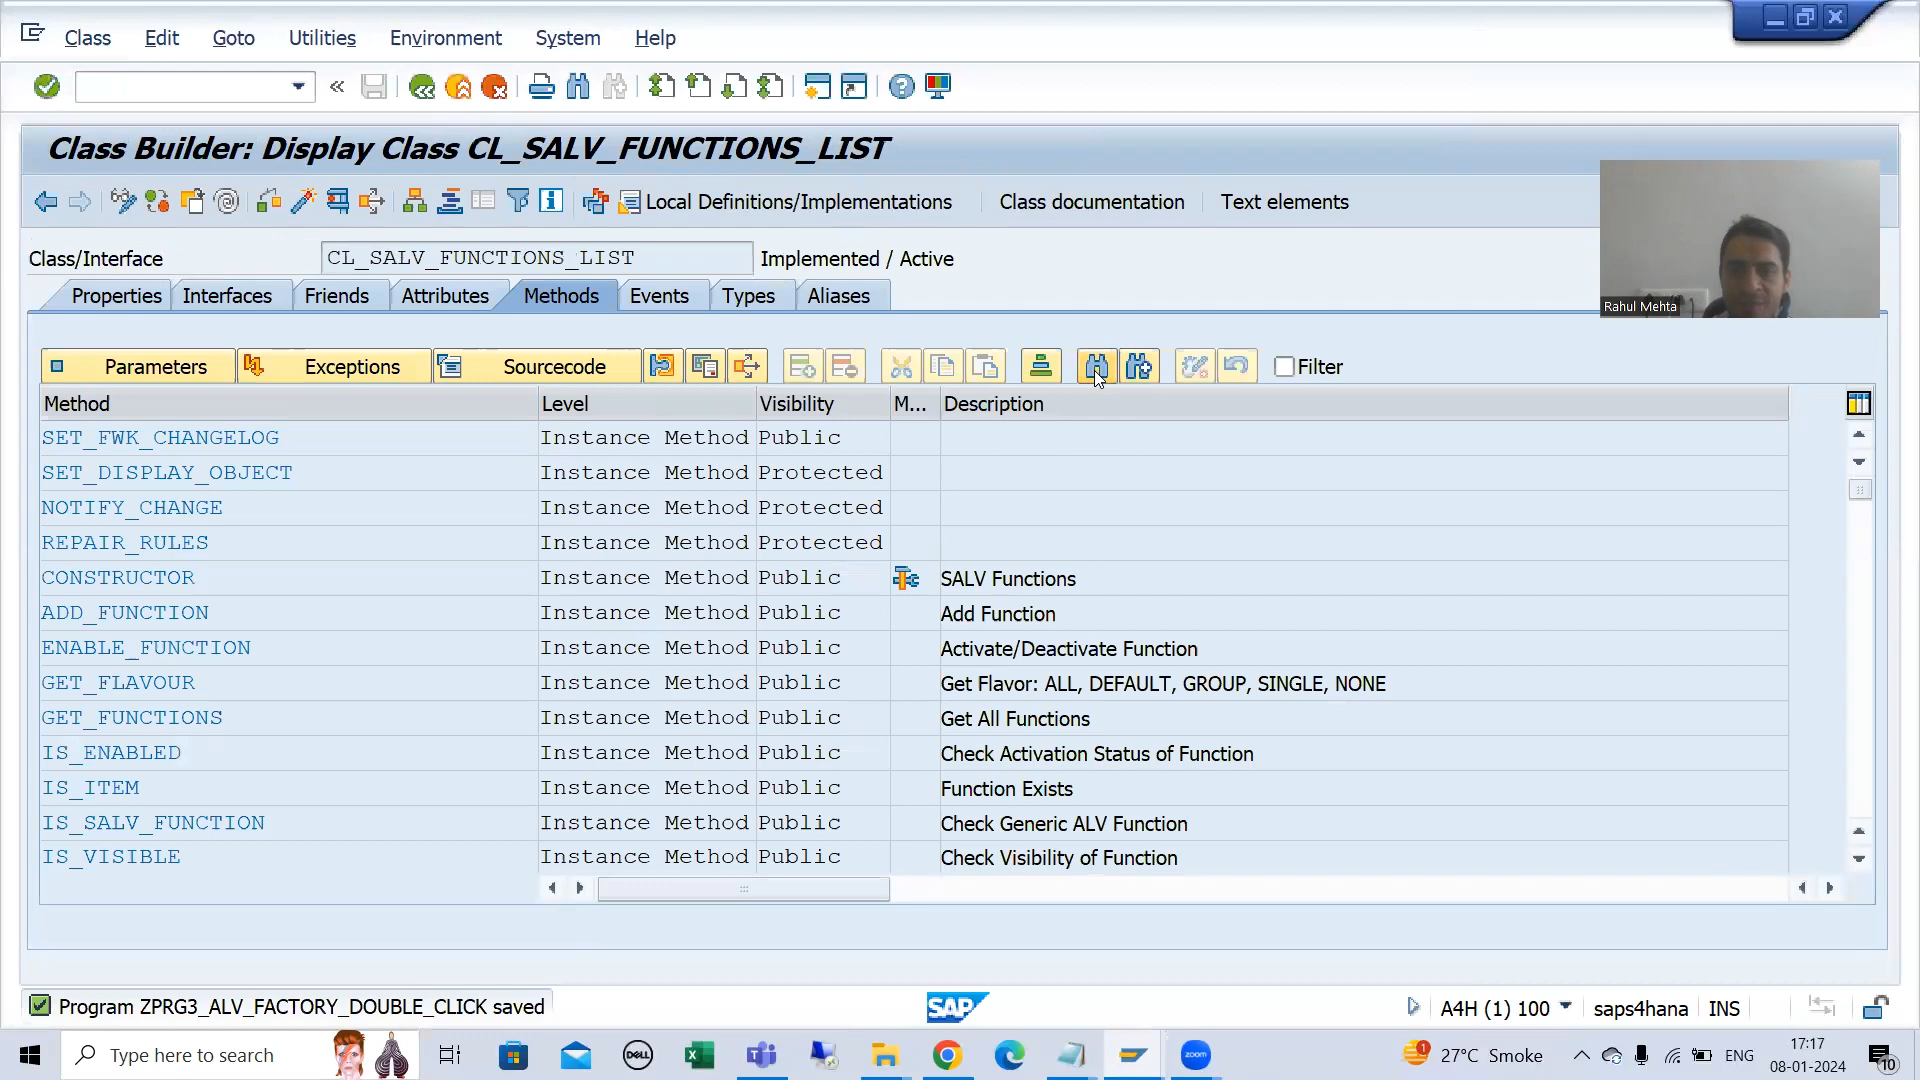 Class Edit Goto Utilities Environment System Help
Class Builder: Display Class CL_SALV_FUNCTIONS_LIST
Local Definitions/Implementations Class documentation Text elements
Class/Interface CL_SALV_FUNCTIONS_LIST Implemented / Active
Properties Interfaces Friends Attributes Methods Events Types Aliases
Rahul Mehta
Parameters Exceptions Sourcecode Filter
Method Level Visibility M... Description
SET_FWK_CHANGELOG Instance Method Public
SET_DISPLAY_OBJECT Instance Method Protected
NOTIFY_CHANGE Instance Method Protected
REPAIR_RULES Instance Method Protected
CONSTRUCTOR Instance Method Public SALV Functions
ADD_FUNCTION Instance Method Public Add Function
ENABLE_FUNCTION Instance Method Public Activate/Deactivate Function
GET_FLAVOUR Instance Method Public Get Flavor: ALL, DEFAULT, GROUP, SINGLE, NONE
GET_FUNCTIONS Instance Method Public Get All Functions
IS_ENABLED Instance Method Public Check Activation Status of Function
IS_ITEM Instance Method Public Function Exists
IS_SALV_FUNCTION Instance Method Public Check Generic ALV Function
IS_VISIBLE Instance Method Public Check Visibility of Function
Program ZPRG3_ALV_FACTORY_DOUBLE_CLICK saved SAP A4H (1) 100 saps4hana INS
Type here to search DELL zoom 1 27°C Smoke ENG 17:17
08-01-2024 10